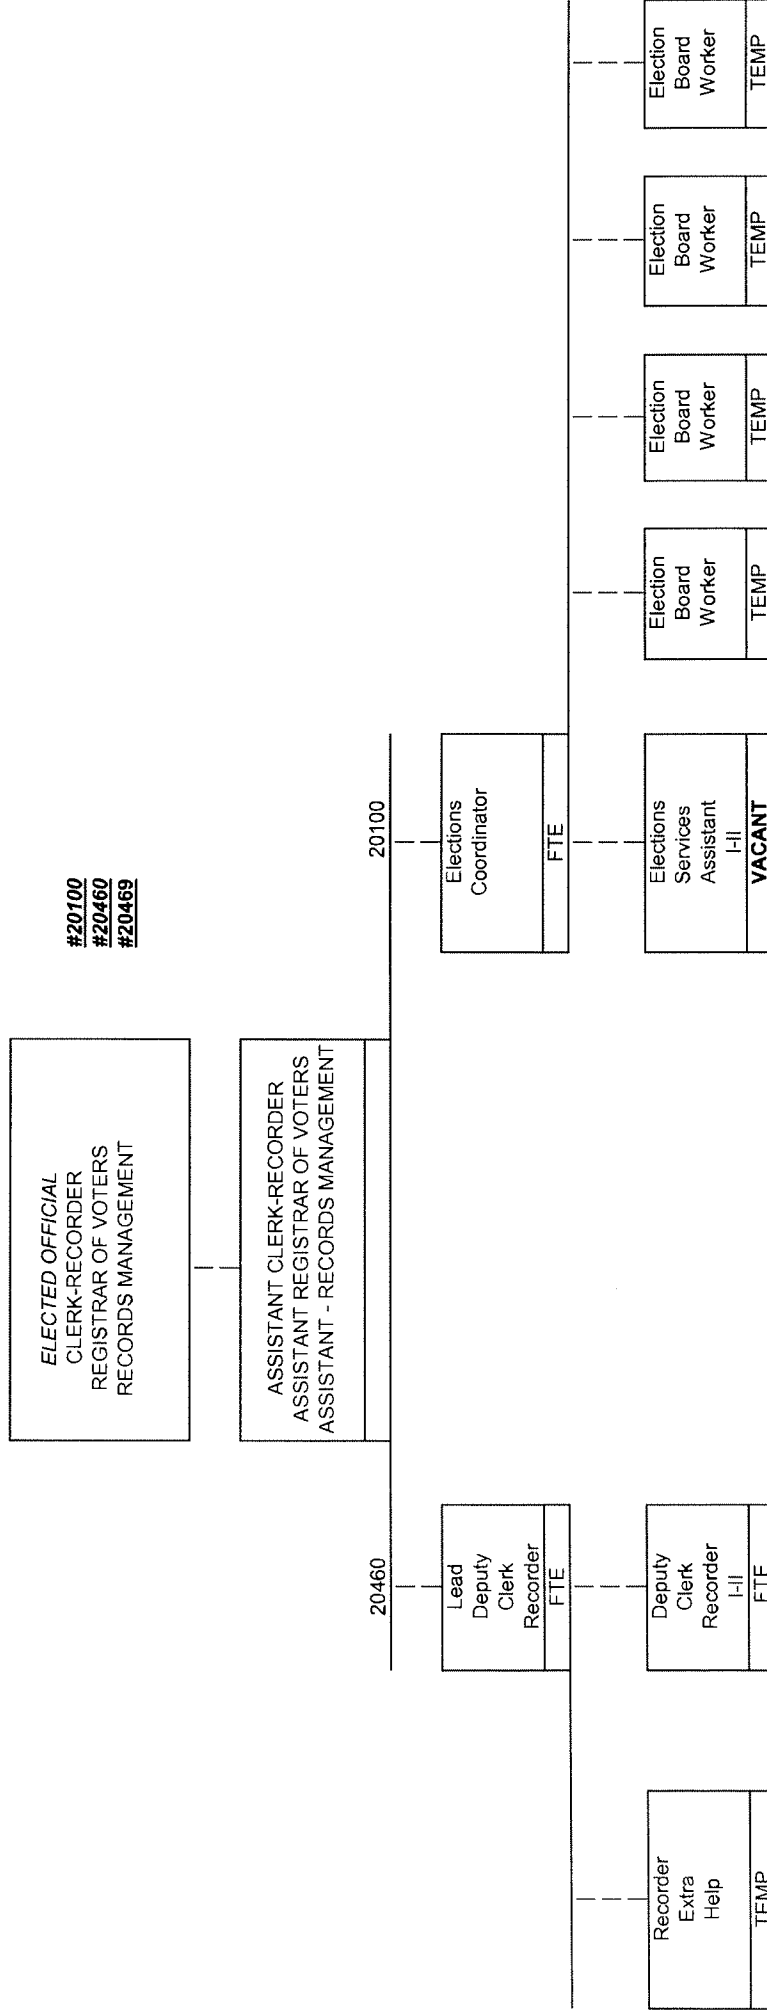 #20100
#20460
#20469
ELECTED OFFICIAL
CLERK-RECORDER
REGISTRAR OF VOTERS
RECORDS MANAGEMENT
ASSISTANT CLERK-RECORDER
ASSISTANT REGISTRAR OF VOTERS
ASSISTANT - RECORDS MANAGEMENT
20460
20100
Lead
Deputy
Clerk
Recorder
FTE
Elections
Coordinator
FTE
Recorder
Extra
Help
TEMP
Deputy
Clerk
Recorder
I-II
FTE
Elections
Services
Assistant
I-II
VACANT
Election
Board
Worker
TEMP
Election
Board
Worker
TEMP
Election
Board
Worker
TEMP
Election
Board
Worker
TEMP